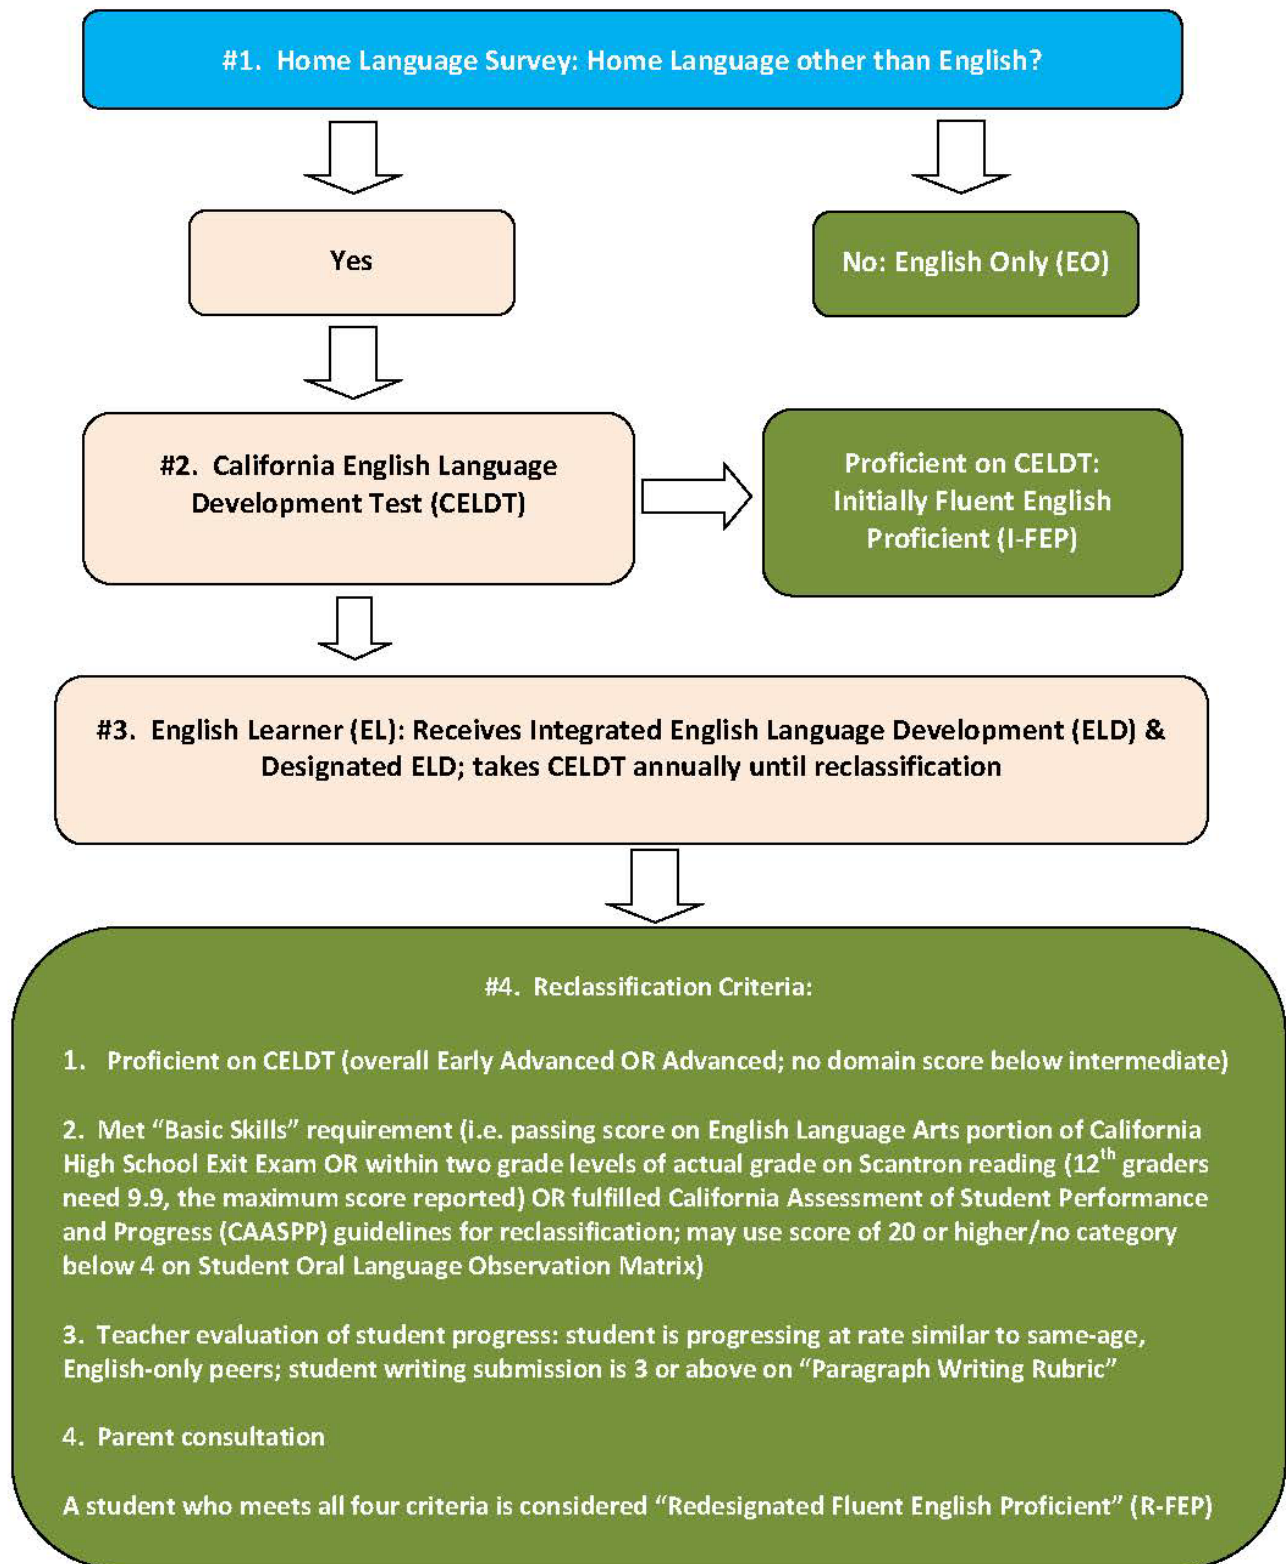 #1.  Home Language Survey: Home Language other than English?
Yes
No: English Only (EO)
#2.  California English Language
Development Test (CELDT)
Proficient on CELDT:
Initially Fluent English
Proficient (I-FEP)
#3.  English Learner (EL): Receives Integrated English Language Development (ELD) &
Designated ELD; takes CELDT annually until reclassification
#4.  Reclassification Criteria:
1.   Proficient on CELDT (overall Early Advanced OR Advanced; no domain score below intermediate)
2.  Met “Basic Skills” requirement (i.e. passing score on English Language Arts portion of California
High School Exit Exam OR within two grade levels of actual grade on Scantron reading (12th graders
need 9.9, the maximum score reported) OR fulfilled California Assessment of Student Performance
and Progress (CAASPP) guidelines for reclassification; may use score of 20 or higher/no category
below 4 on Student Oral Language Observation Matrix)
3.  Teacher evaluation of student progress: student is progressing at rate similar to same-age,
English-only peers; student writing submission is 3 or above on “Paragraph Writing Rubric”
4.  Parent consultation
A student who meets all four criteria is considered “Redesignated Fluent English Proficient” (R-FEP)